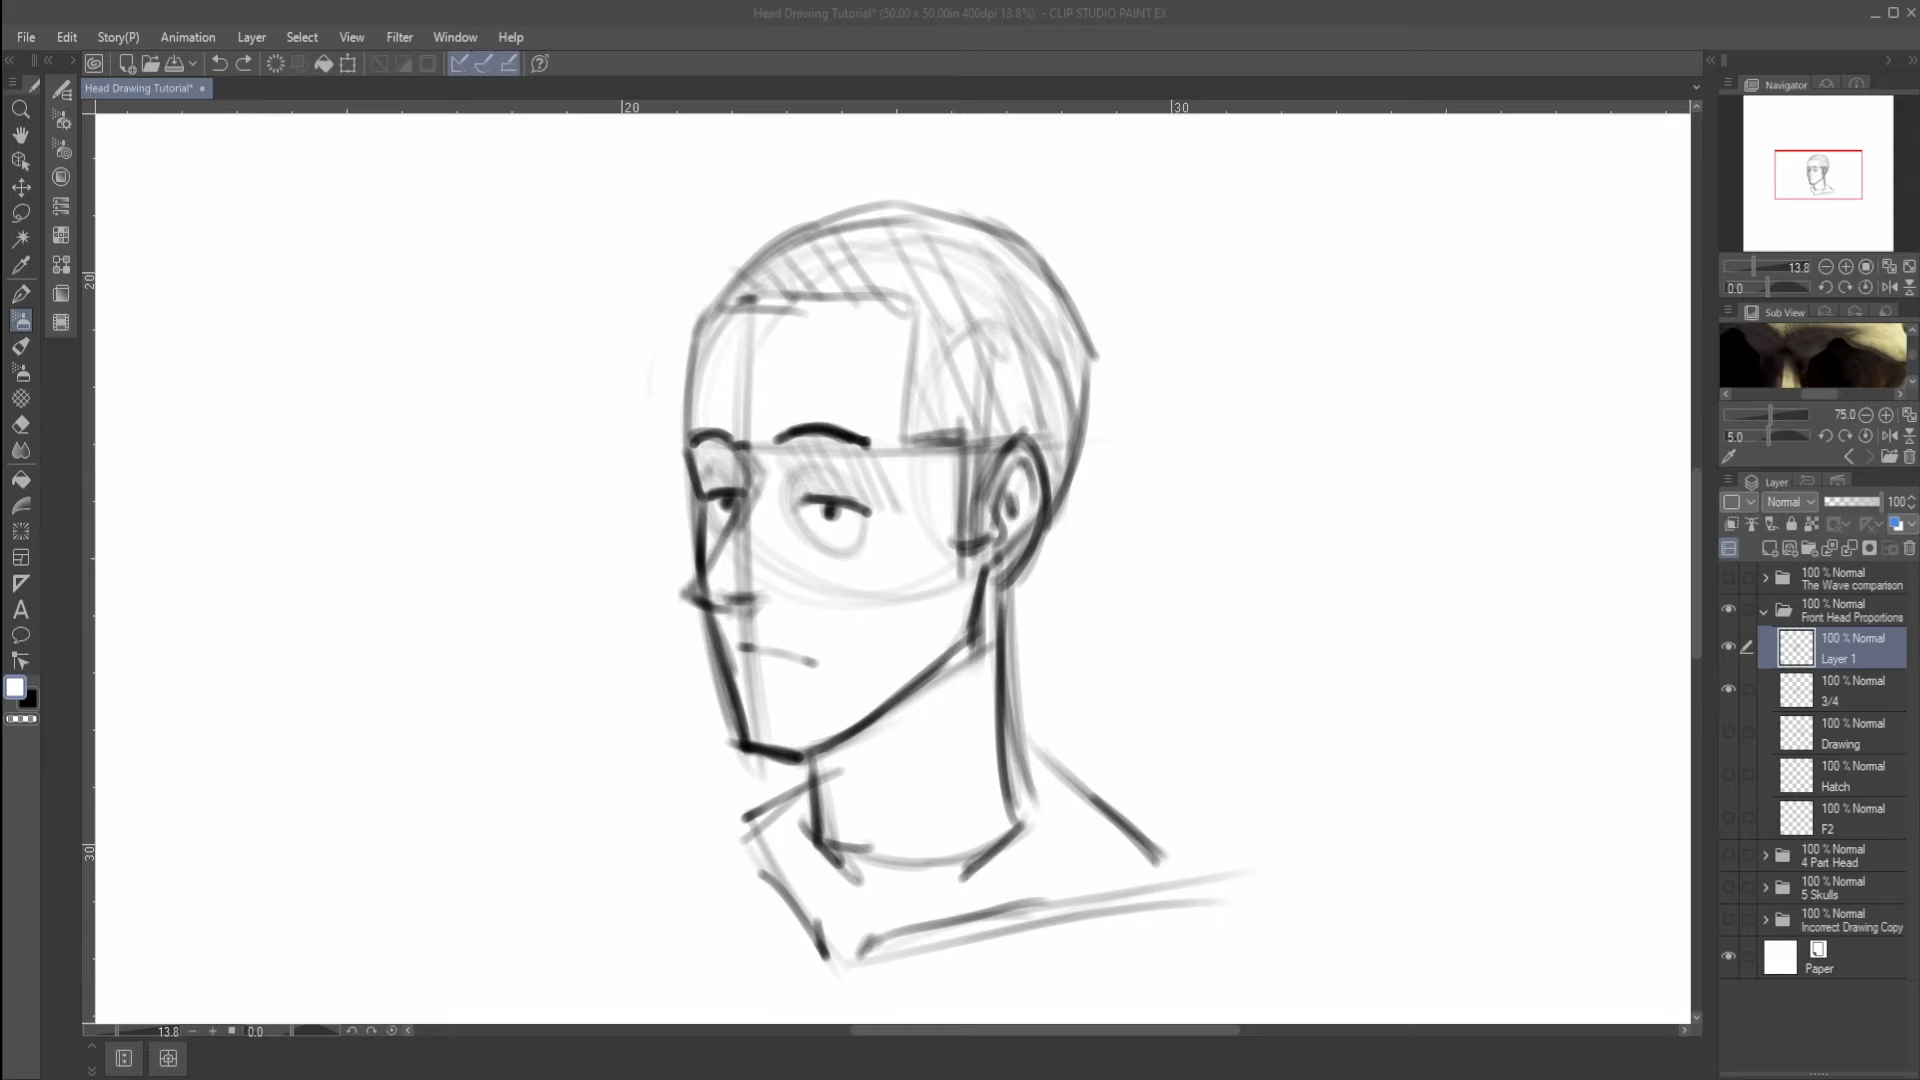 Head Drawing Tutorial* (50.00 x 50.00in 400dpi 13.8%) - CLIP STUDIO PAINT EX
File Edit Story(P) Animation Layer Select View Filter Window Help
Head Drawing Tutorial*
20 30
20
30
Navigator
13.8
0.0
Sub View
75.0
5.0
Layer
Normal 100
100 % Normal
The Wave comparison
100 % Normal
Front Head Propotions
100 % Normal
Layer 1
100 % Normal
3/4
100 % Normal
Drawing
100 % Normal
Hatch
100 % Normal
F2
100 % Normal
4 Part Head
100 % Normal
5 Skulls
100 % Normal
Incorrect Drawing Copy
Paper
13.8 0.0